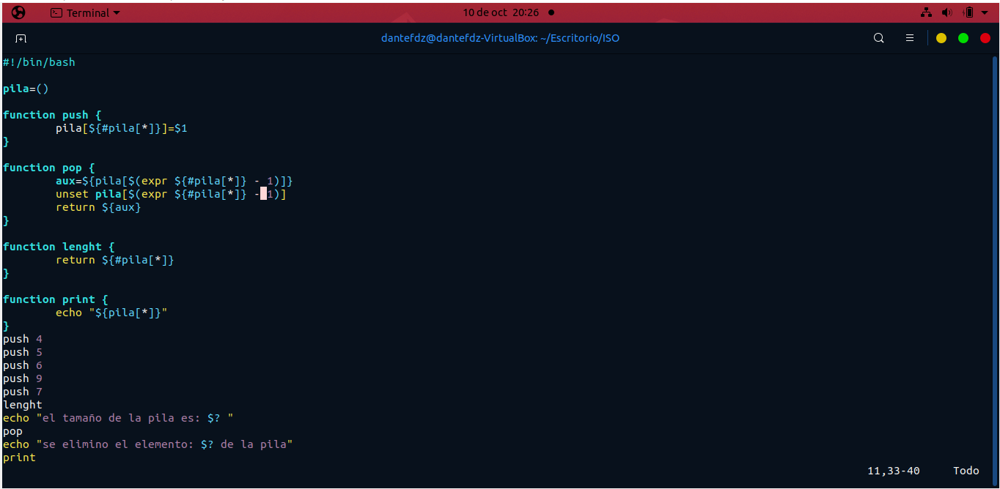 Terminal
10 de oct 20:26
dantefdz@dantefdz-VirtualBox: ~/Escritorio/ISO
#!/bin/bash

pila=()

function push {
        pila[${#pila[*]}]=$1
}

function pop {
        aux=${pila[$(expr ${#pila[*]} - 1)]}
        unset pila[$(expr ${#pila[*]} - 1)]
        return ${aux}
}

function lenght {
        return ${#pila[*]}
}

function print {
        echo "${pila[*]}"
}
push 4
push 5
push 6
push 9
push 7
lenght
echo "el tamaño de la pila es: $? "
pop
echo "se elimino el elemento: $? de la pila"
print
11,33-40 Todo